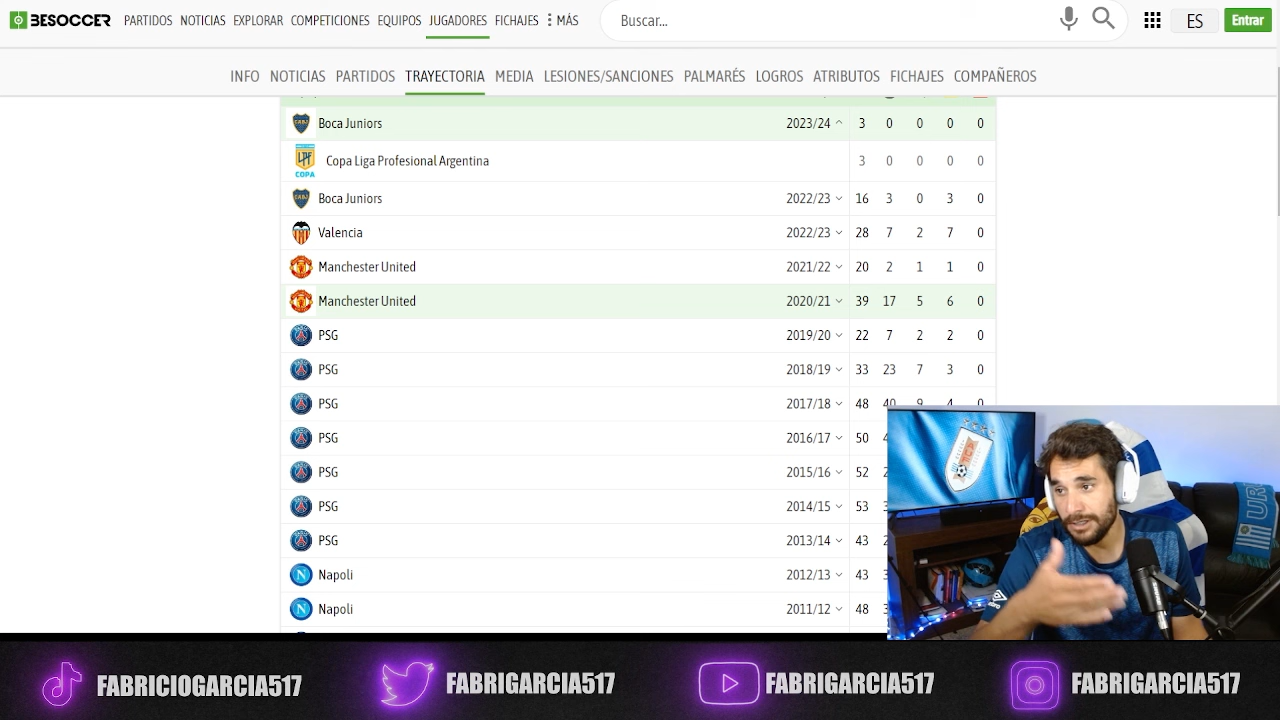 BESOCCER PARTIDOS NOTICIAS EXPLORAR COMPETICIONES EQUIPOS JUGADORES FICHAJES MÁS Buscar... ES Entrar
INFO NOTICIAS PARTIDOS TRAYECTORIA MEDIA LESIONES/SANCIONES PALMARÉS LOGROS ATRIBUTOS FICHAJES COMPAÑEROS
Boca Juniors 2023/24 3 0 0 0 0
LPF COPA Copa Liga Profesional Argentina 3 0 0 0 0
Boca Juniors 2022/23 16 3 0 3 0
Valencia 2022/23 28 7 2 7 0
Manchester United 2021/22 20 2 1 1 0
Manchester United 2020/21 39 17 5 6 0
PSG 2019/20 22 7 2 2 0
PSG 2018/19 33 23 7 3 0
PSG 2017/18 48 40 9 4 0
PSG 2016/17 50
PSG 2015/16 52
PSG 2014/15 53
PSG 2013/14 43
Napoli 2012/13 43
Napoli 2011/12 48
FABRICIOGARCIA517 FABRIGARCIA517 FABRIGARCIA517 FABRIGARCIA517